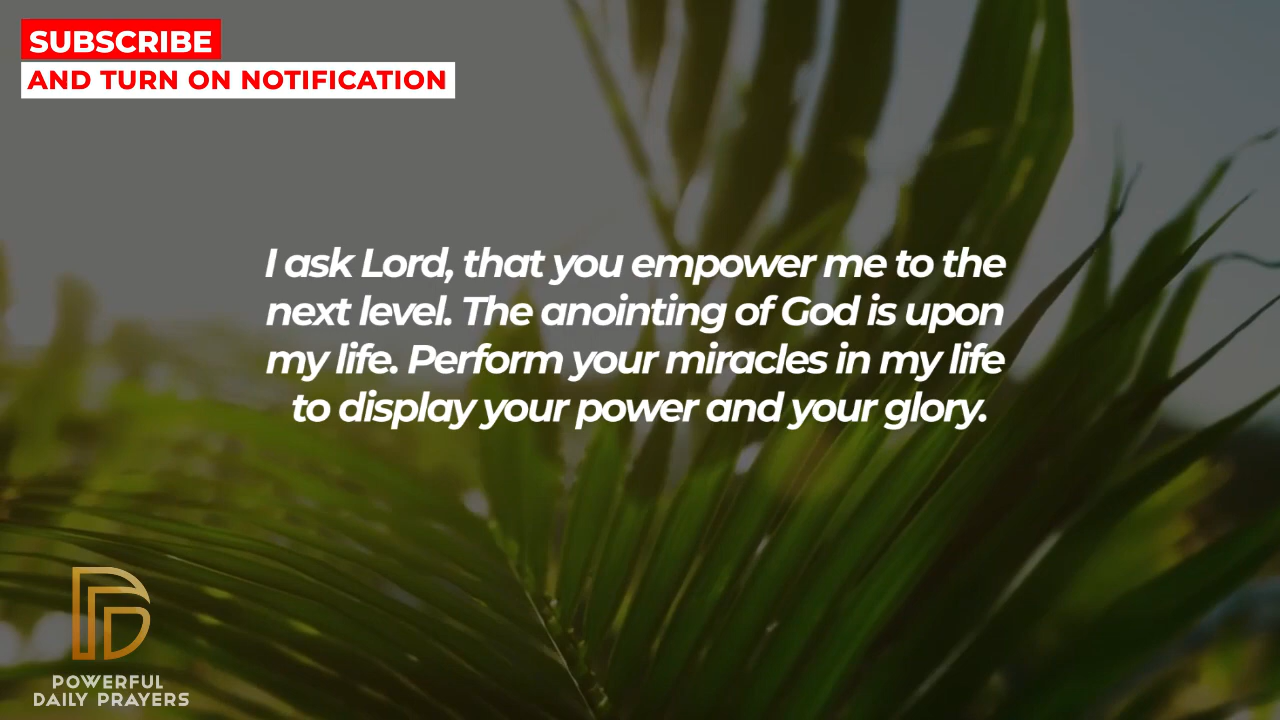 SUBSCRIBE
AND TURN ON NOTIFICATION
I ask Lord, that you empower me to the
next level. The anointing of God is upon
my life. Perform your miracles in my life
to display your power and your glory.
POWERFUL
DAILY PRAYERS